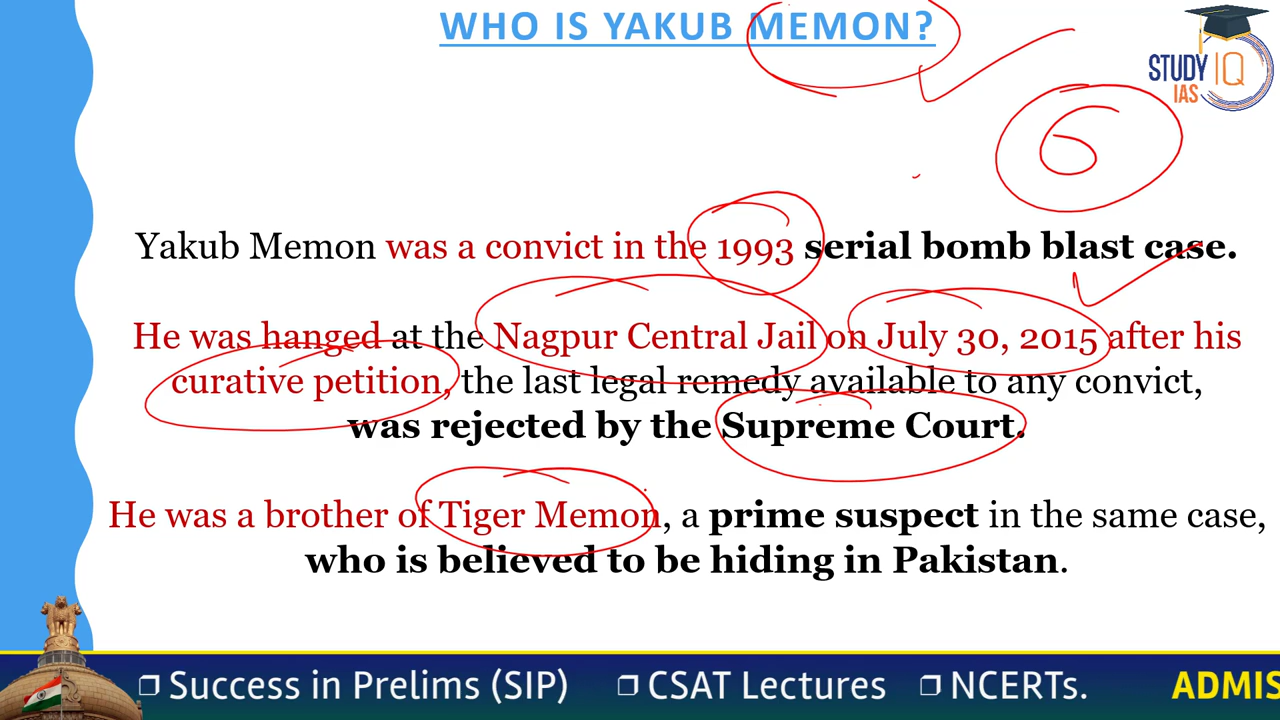 WHO IS YAKUB MEMON?
STUDY IQ
IAS
6
Yakub Memon was a convict in the 1993 serial bomb blast case.
He was hanged at the Nagpur Central Jail on July 30, 2015 after his
curative petition, the last legal remedy available to any convict,
was rejected by the Supreme Court.
He was a brother of Tiger Memon, a prime suspect in the same case,
who is believed to be hiding in Pakistan.
❐ Success in Prelims (SIP) ❐ CSAT Lectures ❐ NCERTs. ADMIS